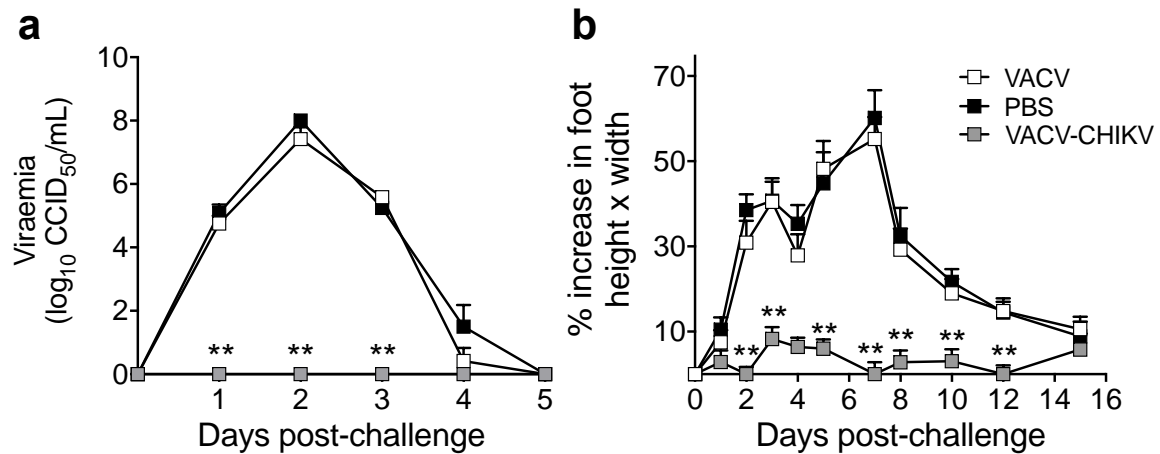 a
Viraemia
(log10 CCID50/mL)
10
8
6
4
2
0
** ** **
1 2 3 4 5
Days post-challenge
b
% increase in foot
height x width
70
50
30
10
VACV
PBS
VACV-CHIKV
** ** ** ** ** ** **
0 2 4 6 8 10 12 14 16
Days post-challenge